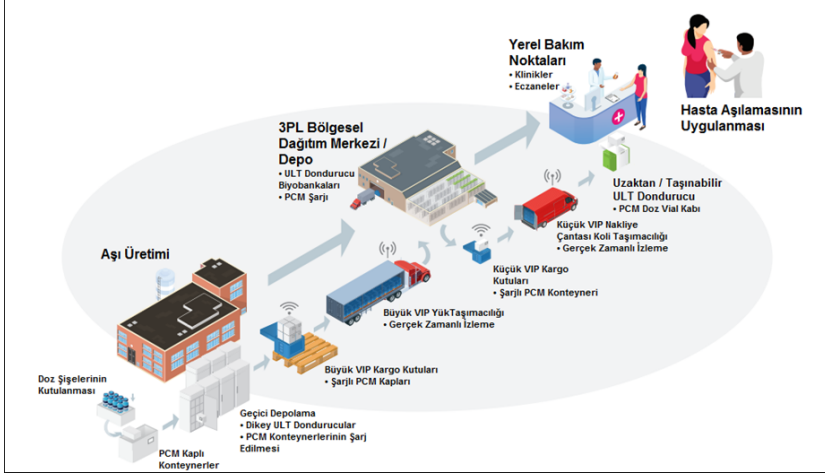 Yerel Bakım
Noktaları
• Klinikler
• Eczaneler
Hasta Aşılamasının
Uygulanması
3PL Bölgesel
Dağıtım Merkezi /
Depo
• ULT Dondurucu
Biyobankaları
• PCM Şarjı
Uzaktan / Taşınabilir
ULT Dondurucu
• PCM Doz Vial Kabı
Küçük VIP Nakliye
Çantası Koli Taşımacılığı
• Gerçek Zamanlı İzleme
Aşı Üretimi
Küçük VIP Kargo
Kutuları
• Şarjlı PCM Konteyneri
Büyük VIP YükTaşımacılığı
• Gerçek Zamanlı İzleme
Büyük VIP Kargo Kutuları
• Şarjlı PCM Kapları
Doz Şişelerinin
Kutulanması
Geçici Depolama
• Dikey ULT Dondurucular
• PCM Konteynerlerinin Şarj
Edilmesi
PCM Kaplı
Konteynerler